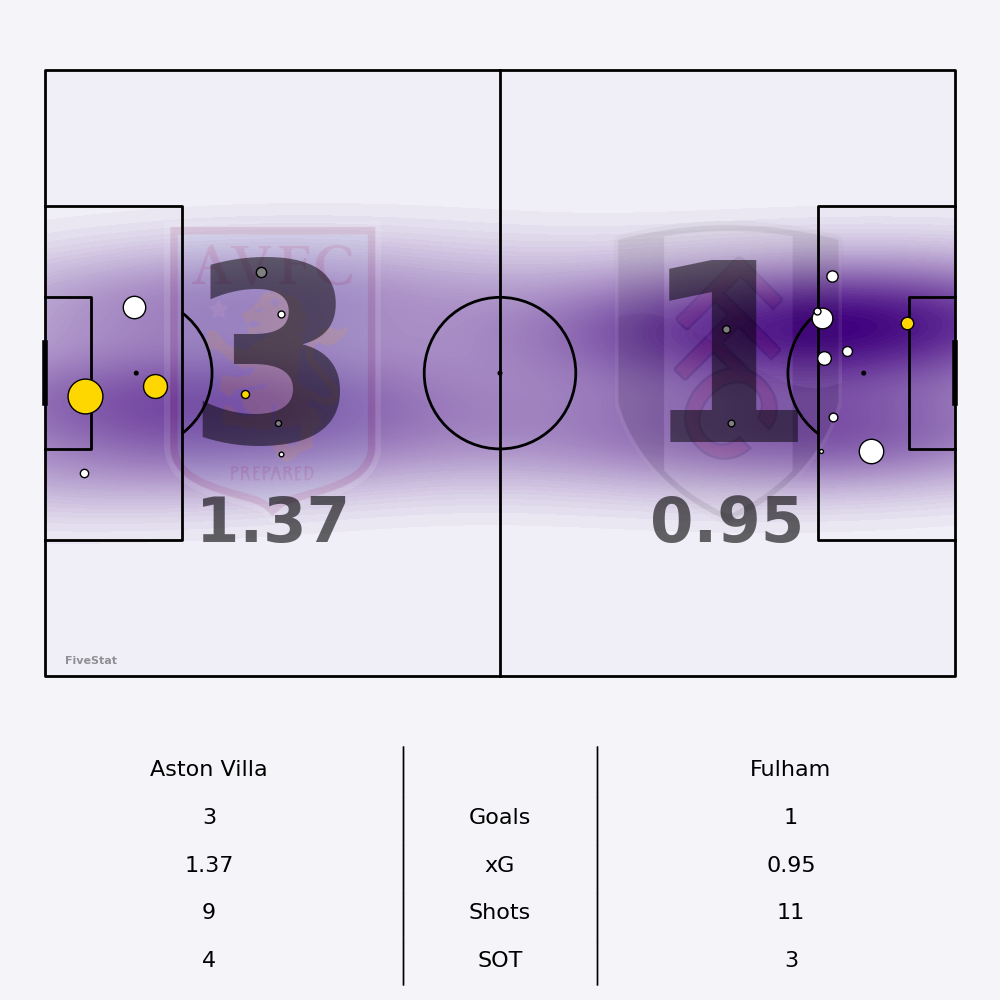 AVFC
3
1
PREPARED
1.37
0.95
FiveStat
Aston Villa Fulham
3 Goals 1
1.37 xG 0.95
9 Shots 11
4 SOT 3